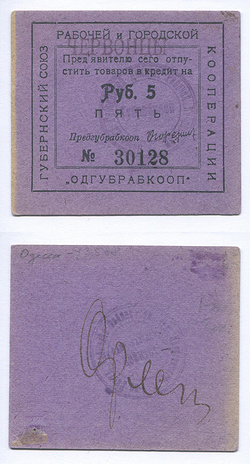 РАБОЧЕЙ и ГОРОДСКОЙ
ЧЕРВОНЦЫ
ГУБЕРНСКИЙ СОЮЗ
КООПЕРАЦИИ
Предъявителю сего отпу-
стить товаров в кредит на
Руб. 5
ПЯТЬ
Предгубрабкооп
№ 30128
„ОДГУБРАБКООП"